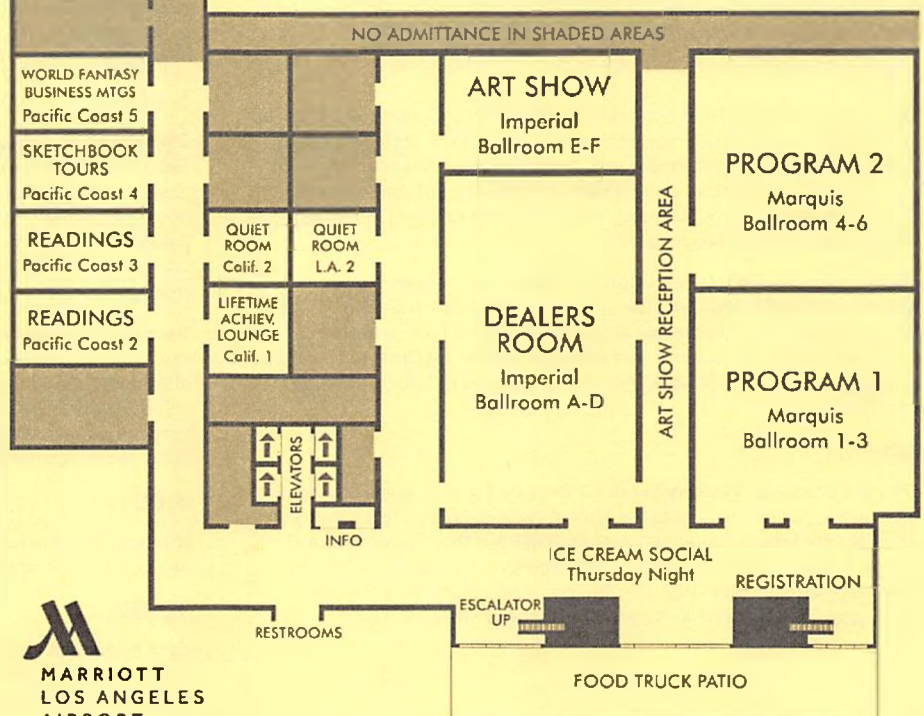 NO ADMITTANCE IN SHADED AREAS
WORLD FANTASY
BUSINESS MTGS
Pacific Coast 5
SKETCHBOOK
TOURS
Pacific Coast 4
READINGS
Pacific Coast 3
READINGS
Pacific Coast 2
QUIET
ROOM
Calif. 2
QUIET
ROOM
L.A. 2
LIFETIME
ACHIEV.
LOUNGE
Calif. 1
ELEVATORS
INFO
ART SHOW
Imperial
Ballroom E-F
DEALERS
ROOM
Imperial
Ballroom A-D
ART SHOW RECEPTION AREA
PROGRAM 2
Marquis
Ballroom 4-6
PROGRAM 1
Marquis
Ballroom 1-3
ICE CREAM SOCIAL
Thursday Night
REGISTRATION
ESCALATOR
UP
RESTROOMS
FOOD TRUCK PATIO
MARRIOTT
LOS ANGELES
AIRPORT